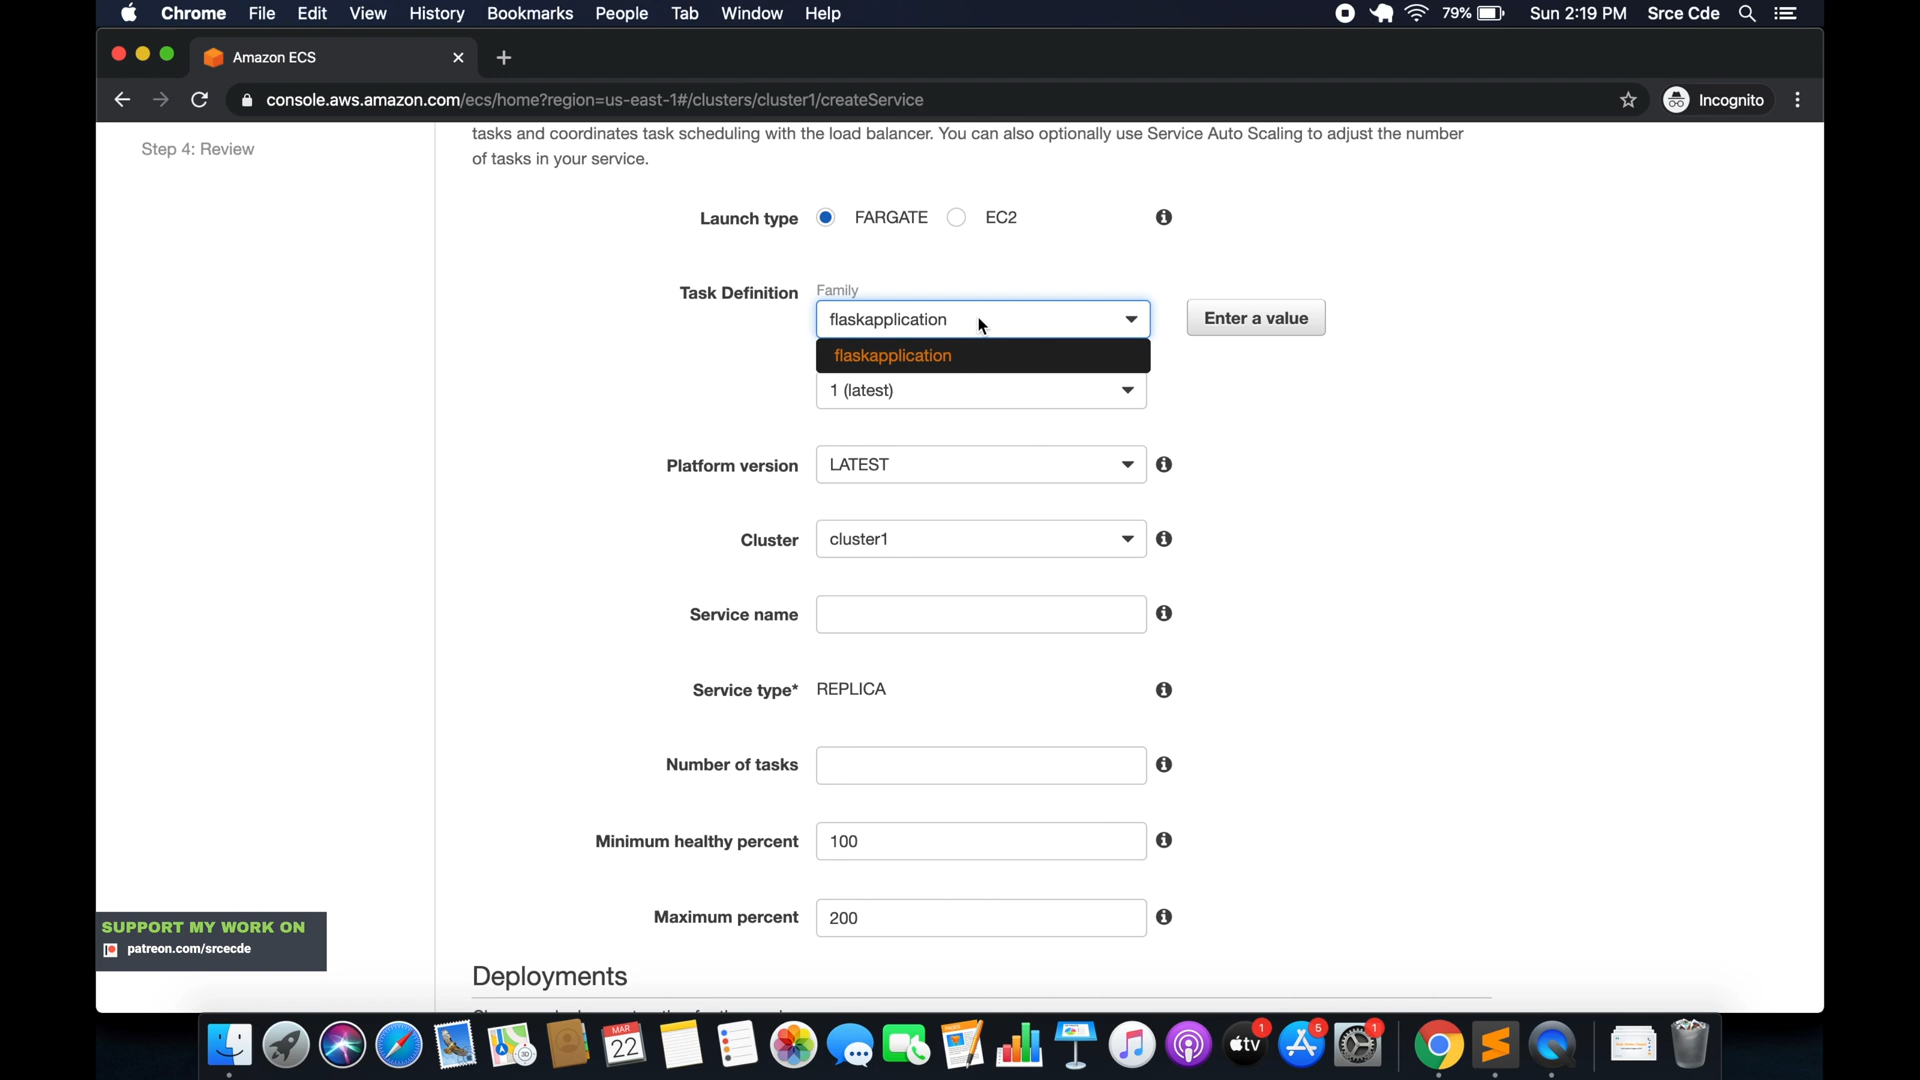 Chrome File Edit View History Bookmarks People Tab Window Help 79% Sun 2:19 PM Srce Cde
Amazon ECS
console.aws.amazon.com/ecs/home?region=us-east-1#/clusters/cluster1/createService Incognito
tasks and coordinates task scheduling with the load balancer. You can also optionally use Service Auto Scaling to adjust the number
Step 4: Review
of tasks in your service.
Launch type FARGATE EC2
Task Definition Family
flaskapplication Enter a value
flaskapplication
1 (latest)
Platform version LATEST
Cluster cluster1
Service name
Service type* REPLICA
Number of tasks
Minimum healthy percent 100
Maximum percent 200
SUPPORT MY WORK ON
patreon.com/srcecde
Deployments
MAR
22
3D
tv
1
5
1